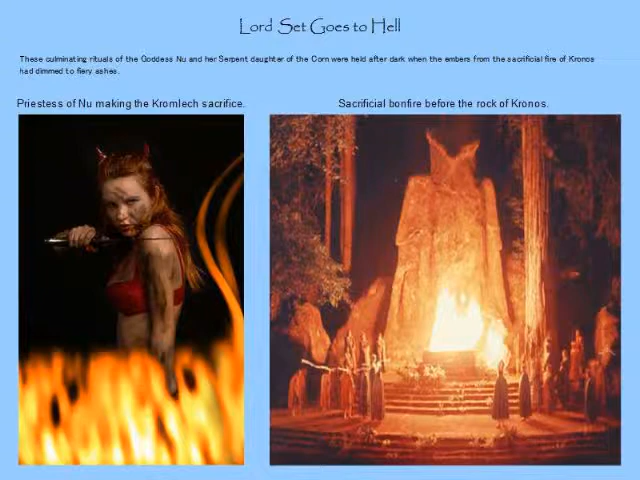 Lord Set Goes to Hell
These culminating rituals of the Goddess Nu and her Serpent daughter of the Corn were held after dark when the embers from the sacrificial fire of Kronos
had dimmed to fiery ashes.
Priestess of Nu making the Kromlech sacrifice.
Sacrificial bonfire before the rock of Kronos.